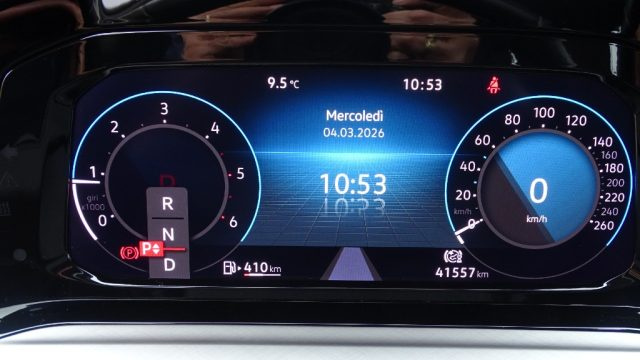 9.5 °C
10:53
Mercoledì
04.03.2026
10:53
0
1
2
3
4
5
6
giri
x1000
P
R
N
D
(P)
410 km
0
20
40
60
80
100
120
140
160
180
200
220
260
km/h
0
km/h
41557 km